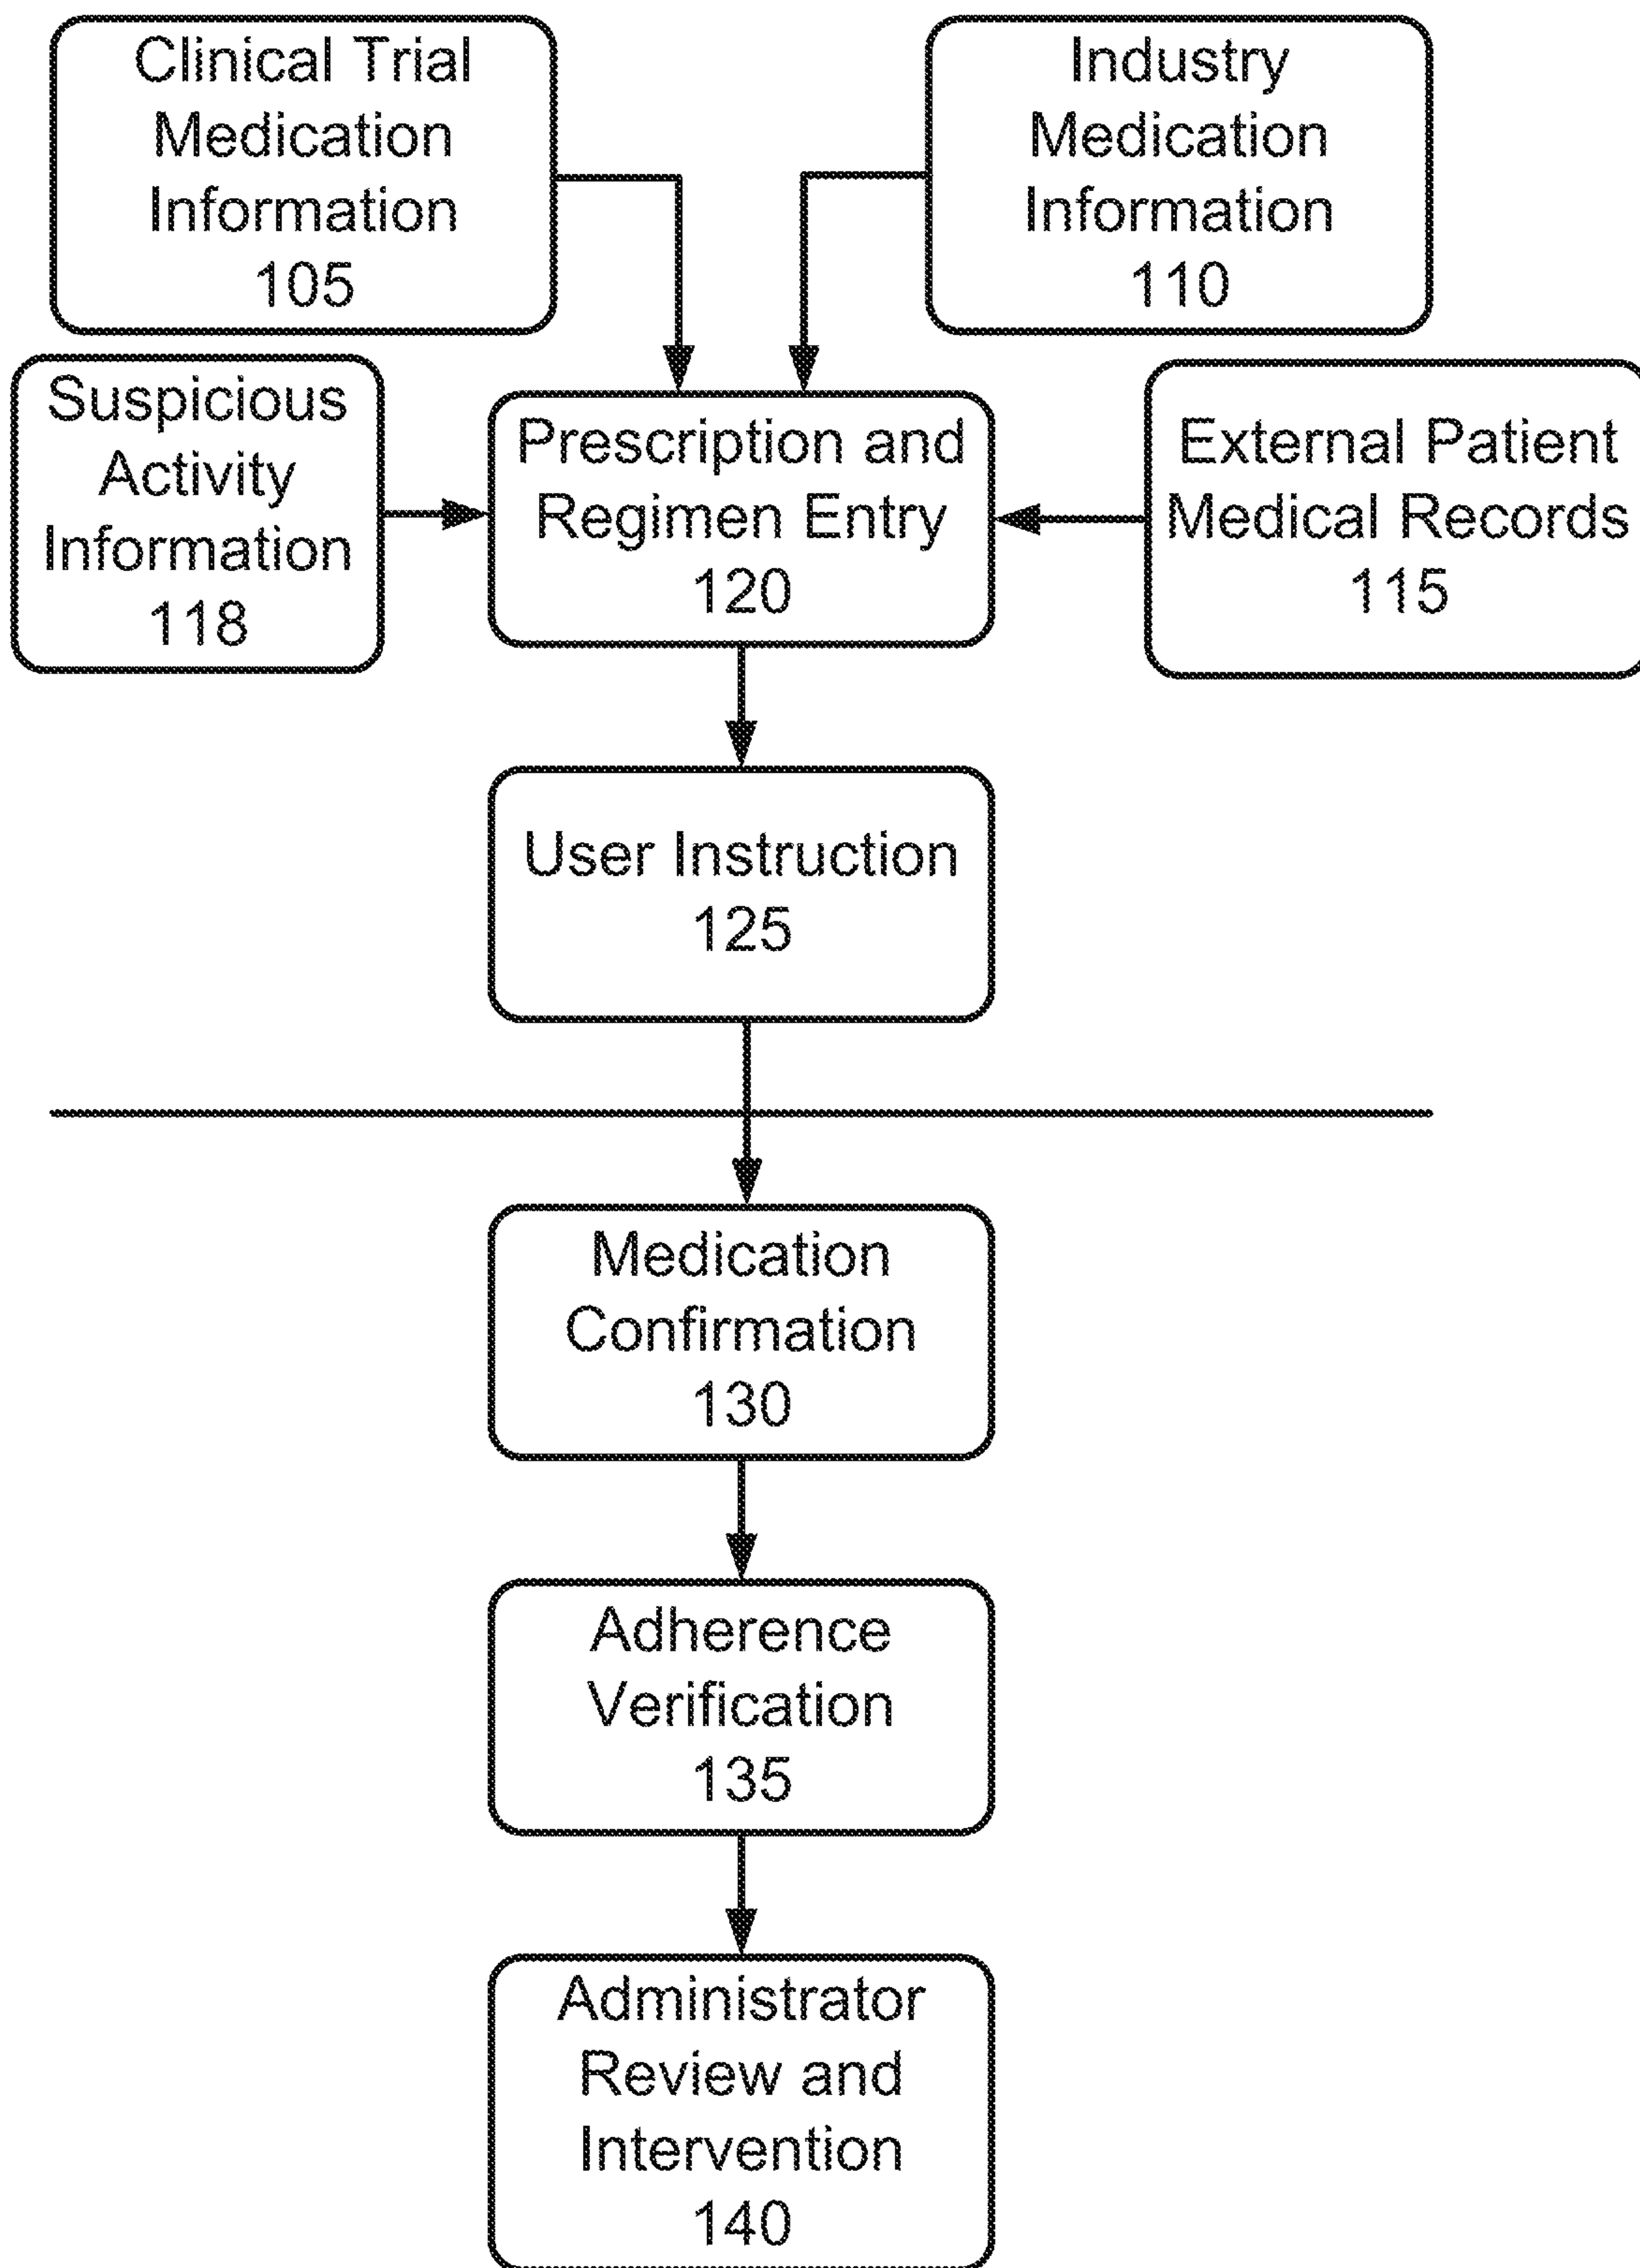 Clinical Trial
Medication
Information
105
Industry
Medication
Information
110
Suspicious
Activity
Information
118
Prescription and
Regimen Entry
120
External Patient
Medical Records
115
User Instruction
125
Medication
Confirmation
130
Adherence
Verification
135
Administrator
Review and
Intervention
140